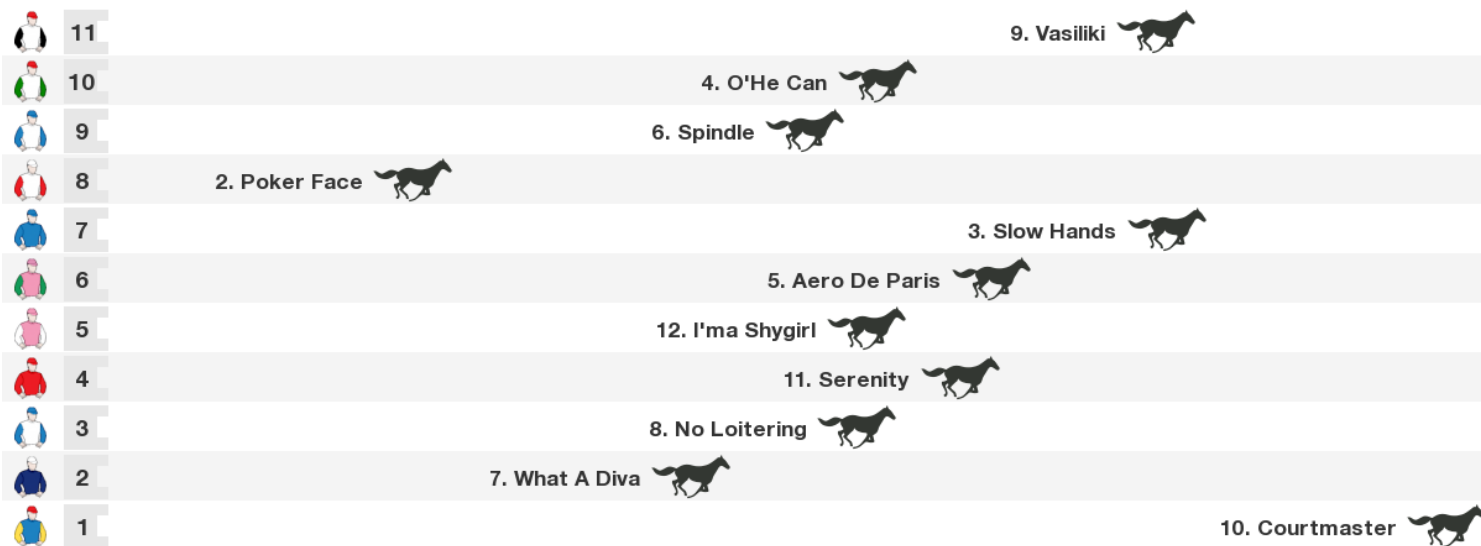 11 9. Vasiliki
10 4. O'He Can
9 6. Spindle
8 2. Poker Face
7 3. Slow Hands
6 5. Aero De Paris
5 12. I'ma Shygirl
4 11. Serenity
3 8. No Loitering
2 7. What A Diva
1 10. Courtmaster